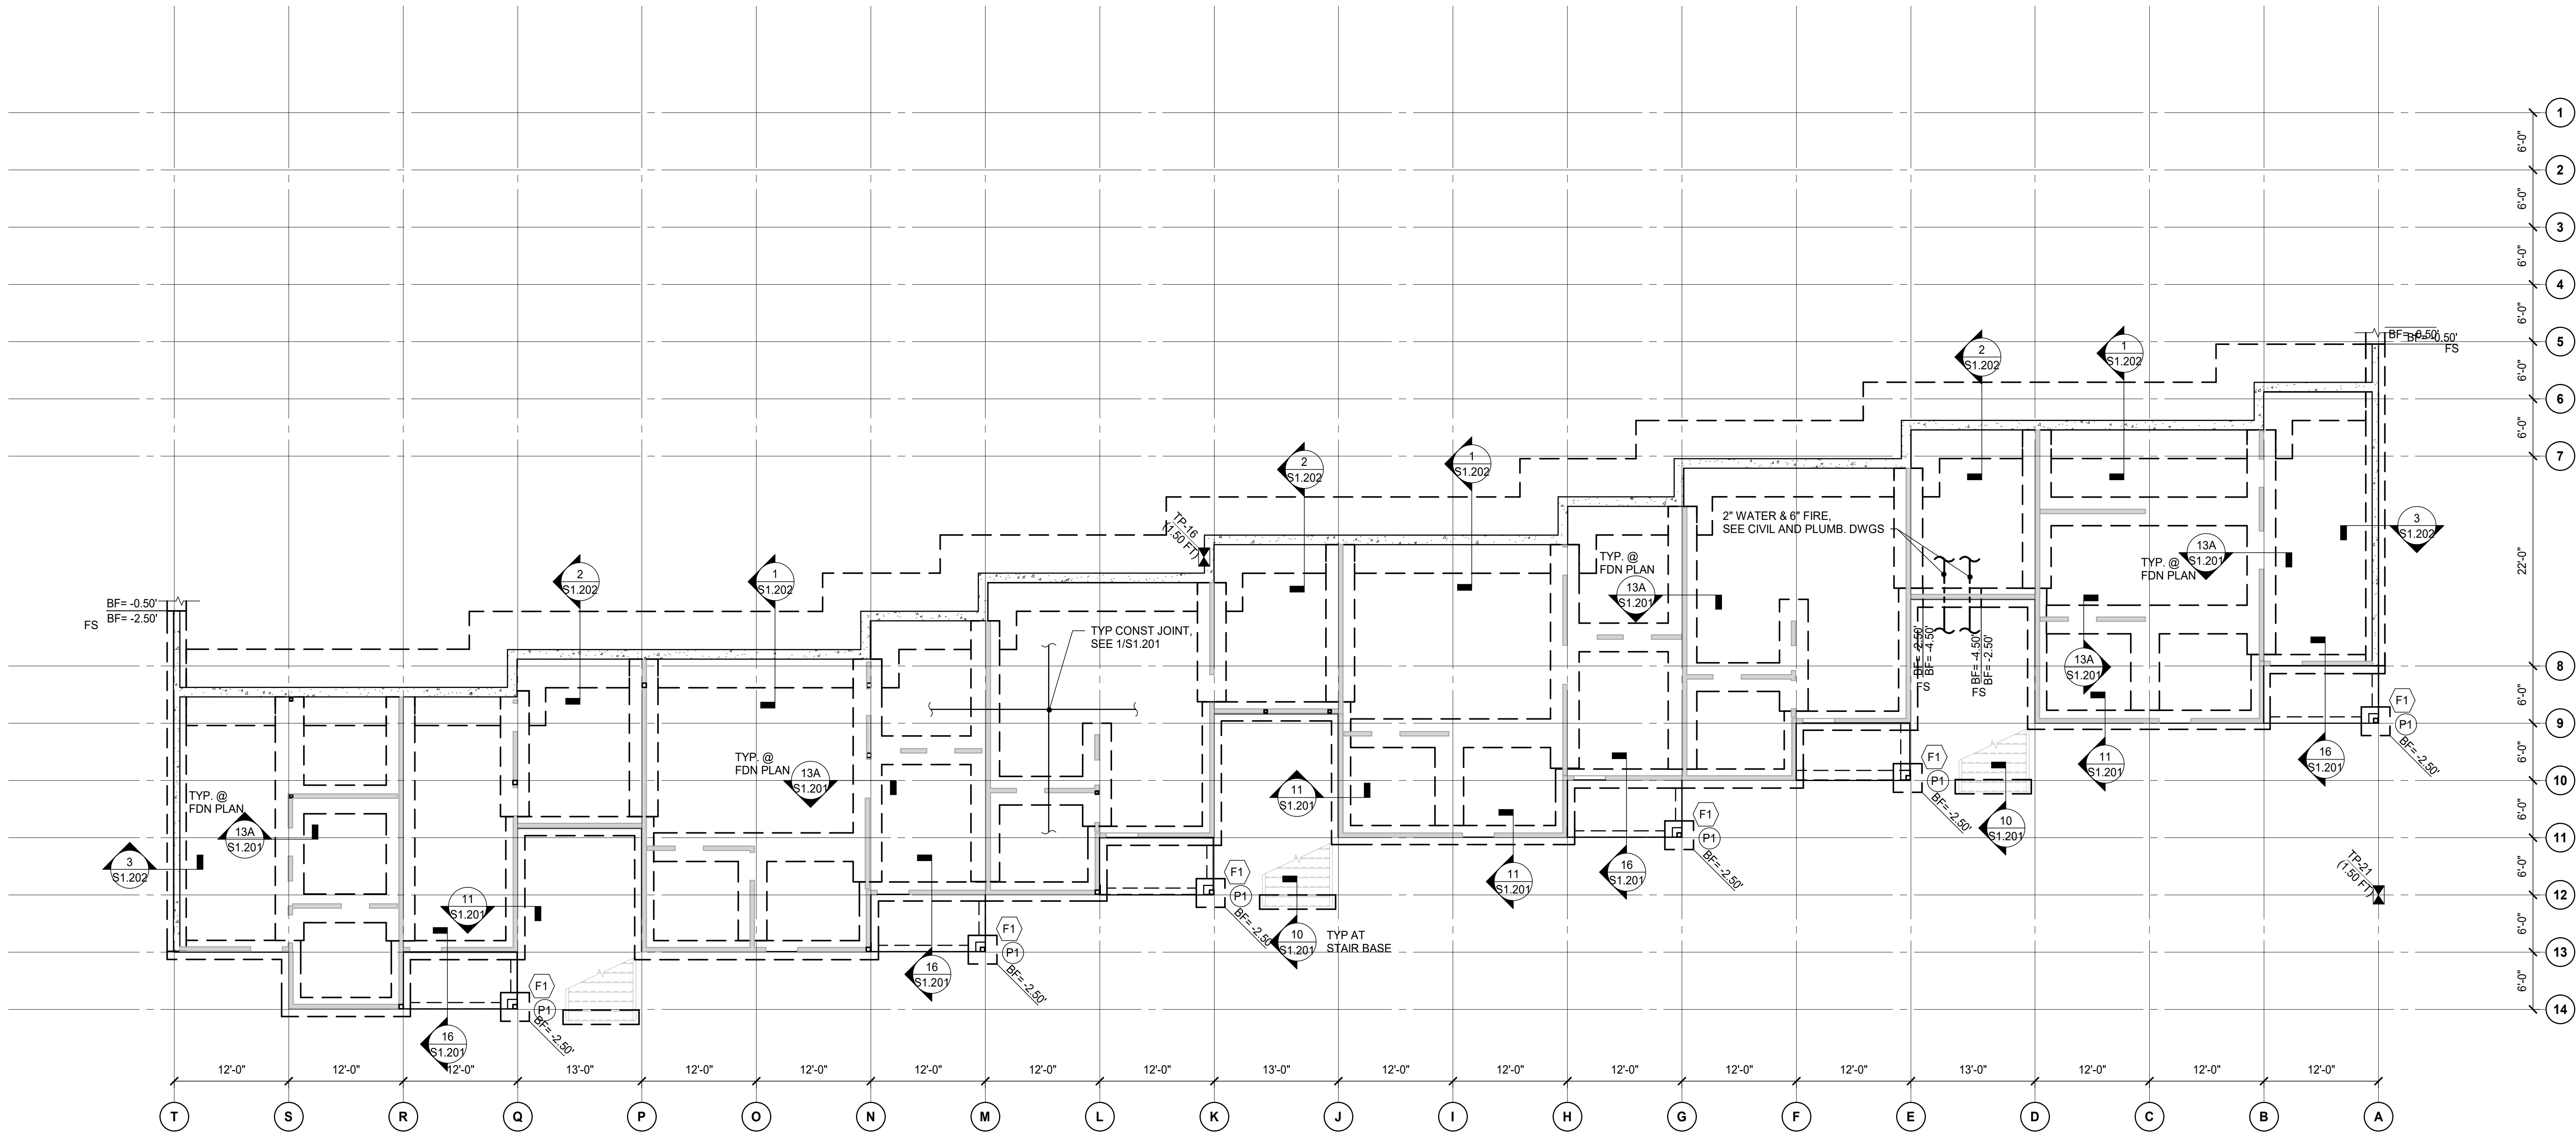 1
6'-0"
2
6'-0"
3
6'-0"
4
6'-0"
5
6'-0"
6
6'-0"
7
22'-0"
8
6'-0"
9
6'-0"
10
6'-0"
11
6'-0"
12
6'-0"
13
6'-0"
14
BF= -0.50'
BF= -0.50'
FS
2
S1.202
1
S1.202
2
S1.202
1
S1.202
TP-16
(1.50 FT)
2" WATER & 6" FIRE,
SEE CIVIL AND PLUMB. DWGS
3
S1.202
13A
S1.201
TYP. @
FDN PLAN
TYP. @
FDN PLAN
13A
S1.201
2
S1.202
1
S1.202
BF= -0.50'
BF= -2.50'
FS
TYP CONST JOINT,
SEE 1/S1.201
BF= -2.50'
BF= -4.50'
FS
BF= -4.50'
BF= -2.50'
FS
13A
S1.201
F1
P1
BF= -2.50'
16
S1.201
11
S1.201
F1
P1
BF= -2.50'
10
S1.201
TYP. @
FDN PLAN
13A
S1.201
11
S1.201
F1
P1
BF= -2.50'
TYP. @
FDN PLAN
13A
S1.201
3
S1.202
11
S1.201
16
S1.201
TP-21
(1.50 FT)
F1
P1
BF= -2.50'
11
S1.201
10
S1.201
TYP AT
STAIR BASE
F1
P1
BF= -2.50'
16
S1.201
F1
P1
BF= -2.50'
16
S1.201
12'-0"
12'-0"
12'-0"
13'-0"
12'-0"
12'-0"
12'-0"
12'-0"
12'-0"
13'-0"
12'-0"
12'-0"
12'-0"
12'-0"
12'-0"
13'-0"
12'-0"
12'-0"
12'-0"
T
S
R
Q
P
O
N
M
L
K
J
I
H
G
F
E
D
C
B
A